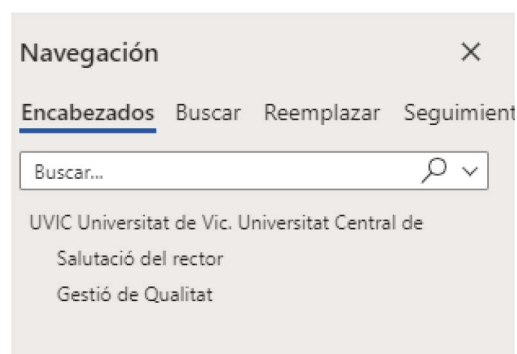 Navegación
Encabezados Buscar Reemplazar Seguimient
Buscar...
UVIC Universitat de Vic. Universitat Central de
Salutació del rector
Gestió de Qualitat